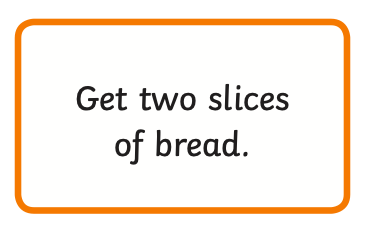 Get two slices
of bread.